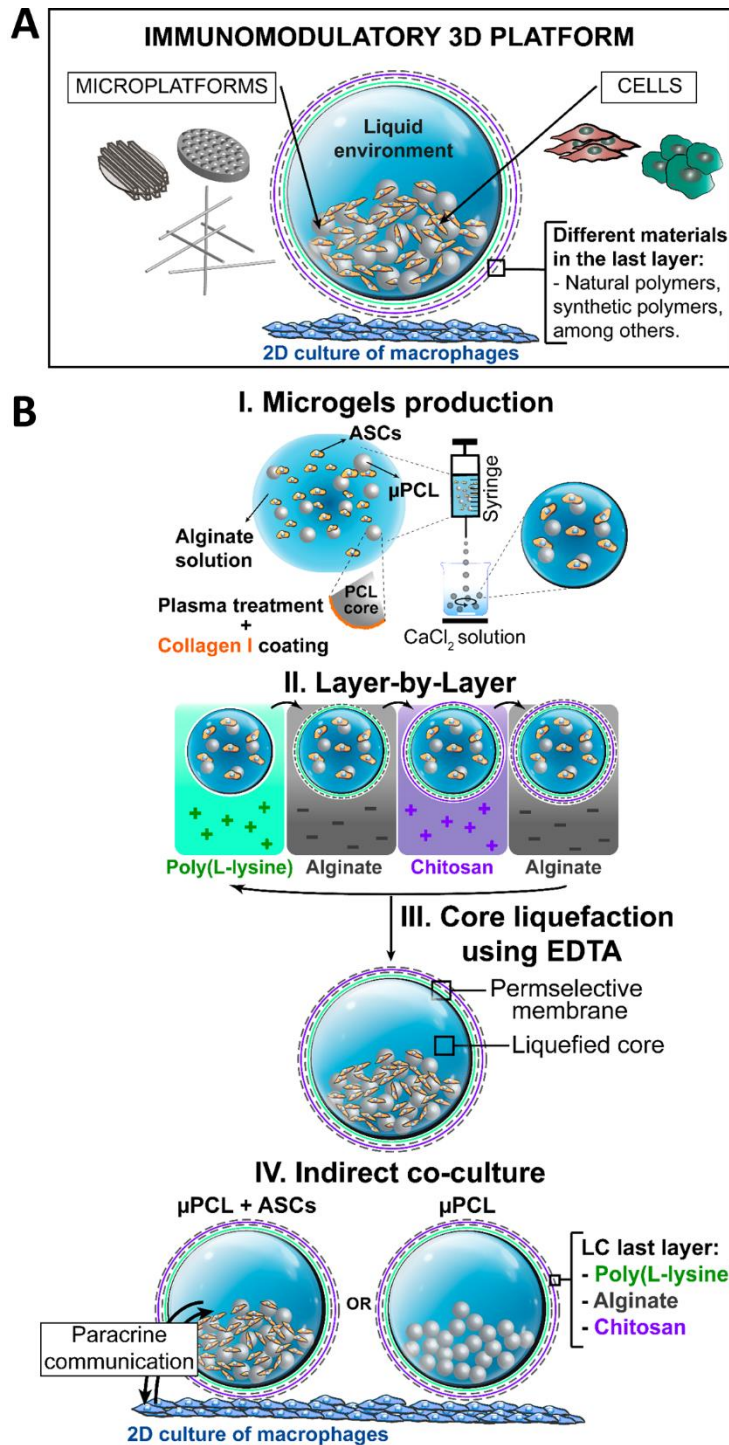 A
IMMUNOMODULATORY 3D PLATFORM
MICROPLATFORMS
CELLS
Liquid
environment
Different materials
in the last layer:
- Natural polymers,
synthetic polymers,
among others.
2D culture of macrophages
B
I. Microgels production
ASCs
µPCL
Syringe
Alginate
solution
PCL
core
Plasma treatment
+
Collagen I coating
CaCl₂ solution
II. Layer-by-Layer
Poly(L-lysine)
Alginate
Chitosan
Alginate
III. Core liquefaction
using EDTA
Permselective
membrane
Liquefied core
IV. Indirect co-culture
µPCL + ASCs
µPCL
OR
LC last layer:
- Poly(L-lysine
- Alginate
- Chitosan
Paracrine
communication
2D culture of macrophages